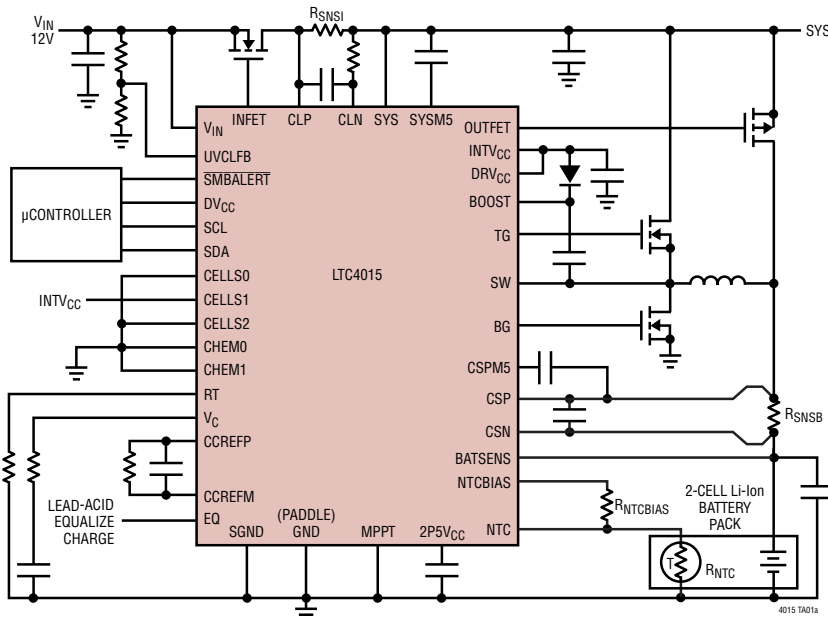 VIN
12V
RSNSI
SYS
INFET
CLP
CLN
SYS
SYSM5
VIN
UVCLFB
SMBALERT
DVCC
SCL
SDA
CELLS0
CELLS1
CELLS2
CHEM0
CHEM1
RT
VC
CCREFP
CCREFM
EQ
µCONTROLLER
INTVCC
LEAD-ACID
EQUALIZE
CHARGE
LTC4015
OUTFET
INTVCC
DRVCC
BOOST
TG
SW
BG
CSPM5
CSP
CSN
BATSENS
NTCBIAS
NTC
SGND
(PADDLE)
GND
MPPT
2P5VCC
RSNSB
RNTCBIAS
2-CELL Li-Ion
BATTERY
PACK
T
RNTC
4015 TA01a